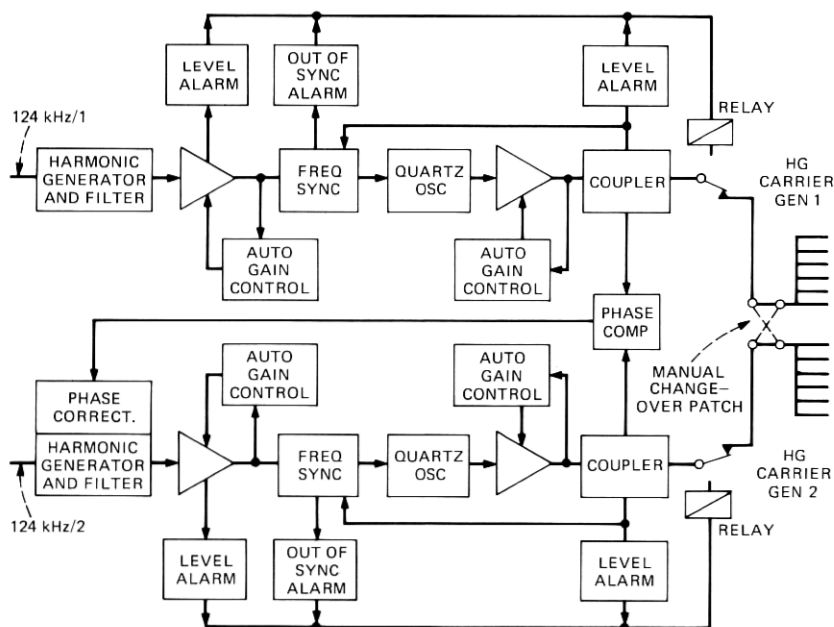 LEVEL
ALARM
OUT OF
SYNC
ALARM
LEVEL
ALARM
RELAY
124 kHz/1
HARMONIC
GENERATOR
AND FILTER
FREQ
SYNC
QUARTZ
OSC
COUPLER
HG
CARRIER
GEN 1
AUTO
GAIN
CONTROL
AUTO
GAIN
CONTROL
PHASE
COMP
MANUAL
CHANGE–
OVER PATCH
PHASE
CORRECT.
AUTO
GAIN
CONTROL
AUTO
GAIN
CONTROL
HARMONIC
GENERATOR
AND FILTER
FREQ
SYNC
QUARTZ
OSC
COUPLER
HG
CARRIER
GEN 2
124 kHz/2
LEVEL
ALARM
OUT OF
SYNC
ALARM
LEVEL
ALARM
RELAY